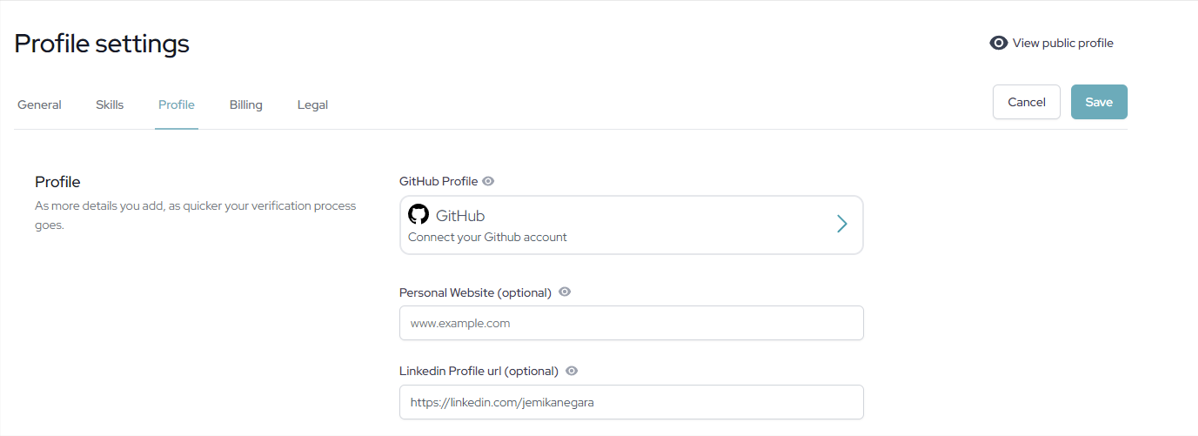 Profile settings
View public profile
General Skills Profile Billing Legal
Cancel Save
Profile
As more details you add, as quicker your verification process
goes.
GitHub Profile
GitHub
Connect your Github account
Personal Website (optional)
www.example.com
Linkedin Profile url (optional)
https://linkedin.com/jemikanegara